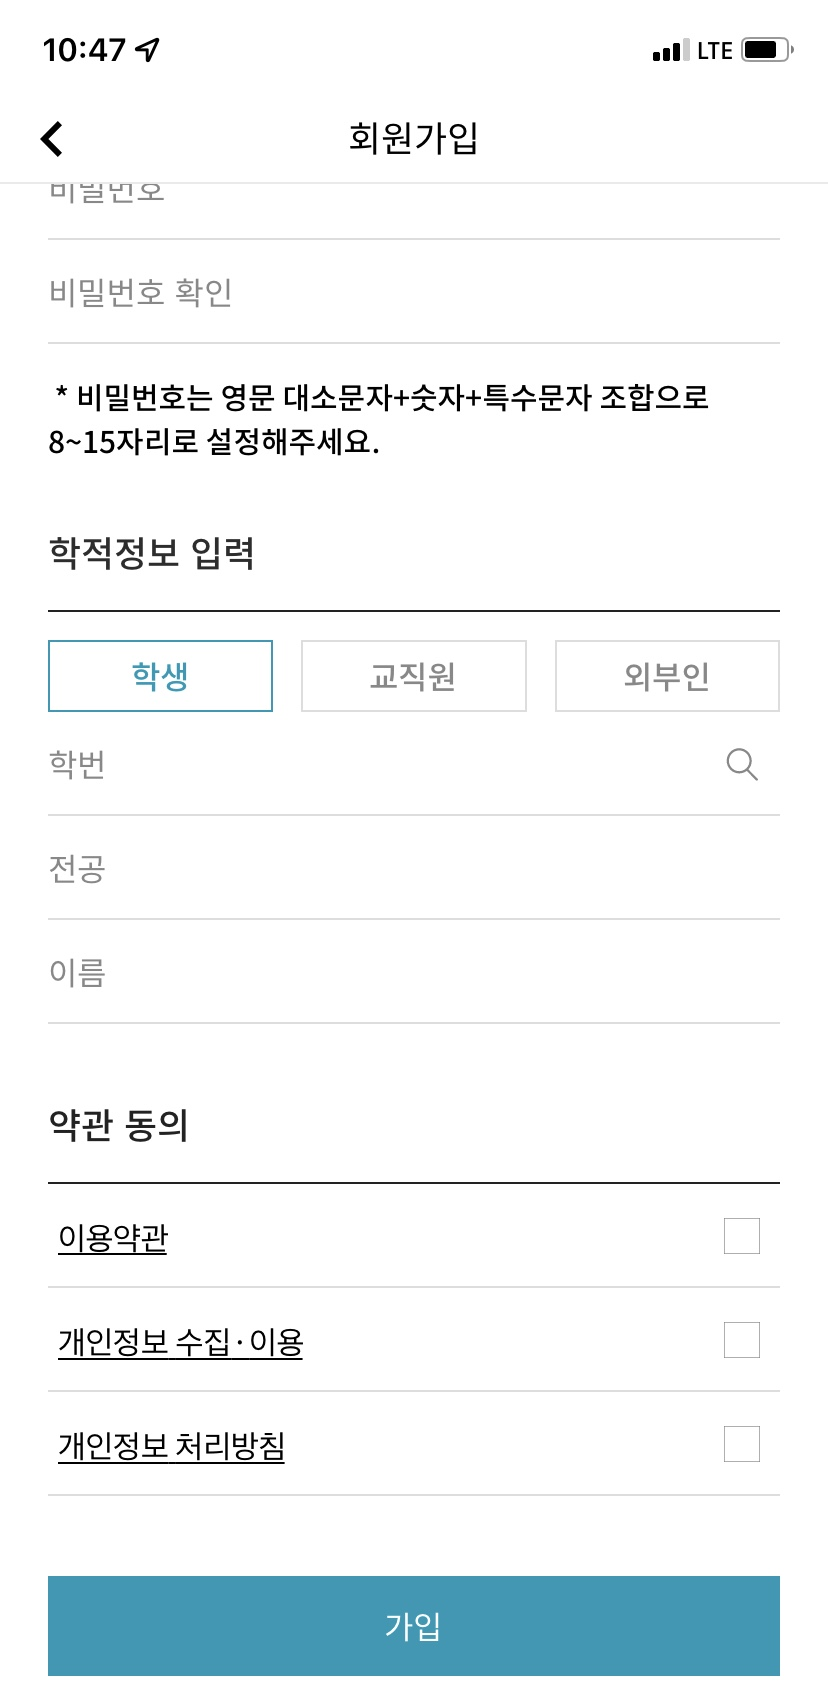 10:47
LTE
회원가입
비밀번호
비밀번호 확인
* 비밀번호는 영문 대소문자+숫자+특수문자 조합으로
8~15자리로 설정해주세요.
학적정보 입력
학생 교직원 외부인
학번
전공
이름
약관 동의
이용약관
개인정보 수집·이용
개인정보 처리방침
가입